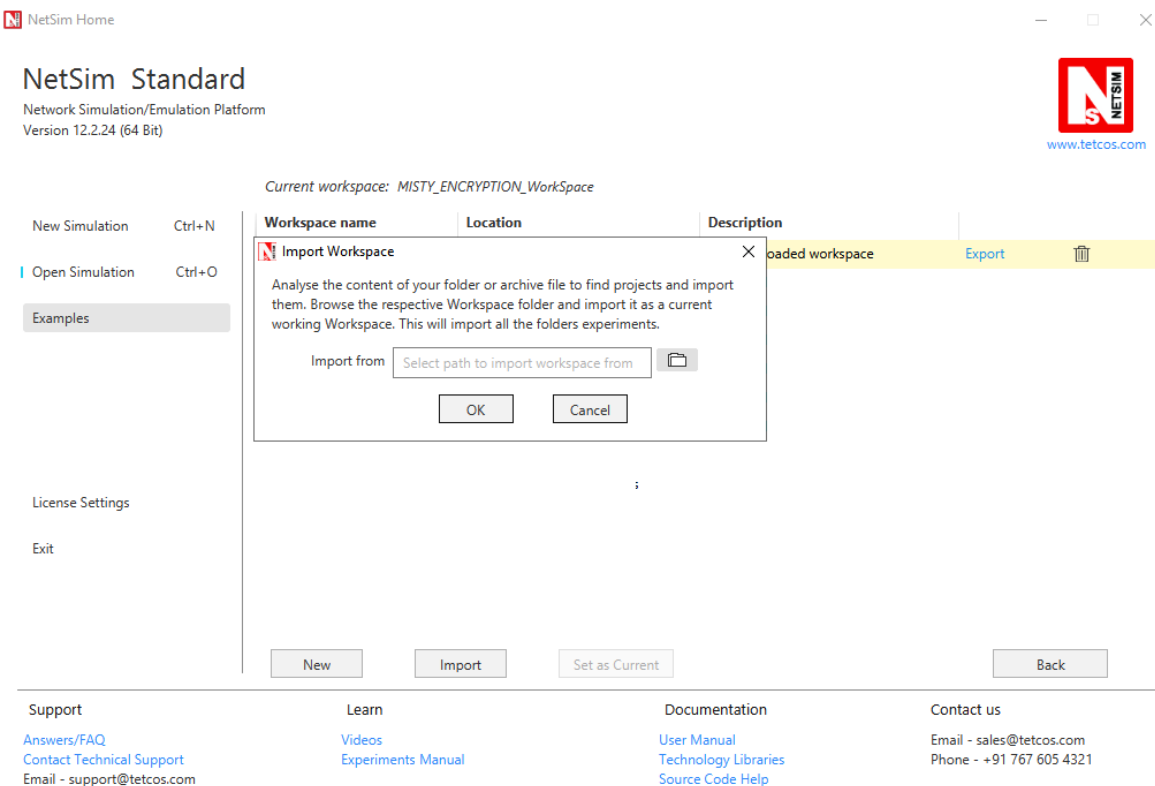 NetSim Home
NetSim Standard
Network Simulation/Emulation Platform
Version 12.2.24 (64 Bit)
N
S
NETSIM
www.tetcos.com
Current workspace: MISTY_ENCRYPTION_WorkSpace
New Simulation Ctrl+N
Open Simulation Ctrl+O
Examples
License Settings
Exit
Workspace name Location Description
oaded workspace Export
Import Workspace
Analyse the content of your folder or archive file to find projects and import
them. Browse the respective Workspace folder and import it as a current
working Workspace. This will import all the folders experiments.
Import from Select path to import workspace from
OK Cancel
;
New Import Set as Current Back
Support
Answers/FAQ
Contact Technical Support
Email - support@tetcos.com
Learn
Videos
Experiments Manual
Documentation
User Manual
Technology Libraries
Source Code Help
Contact us
Email - sales@tetcos.com
Phone - +91 767 605 4321